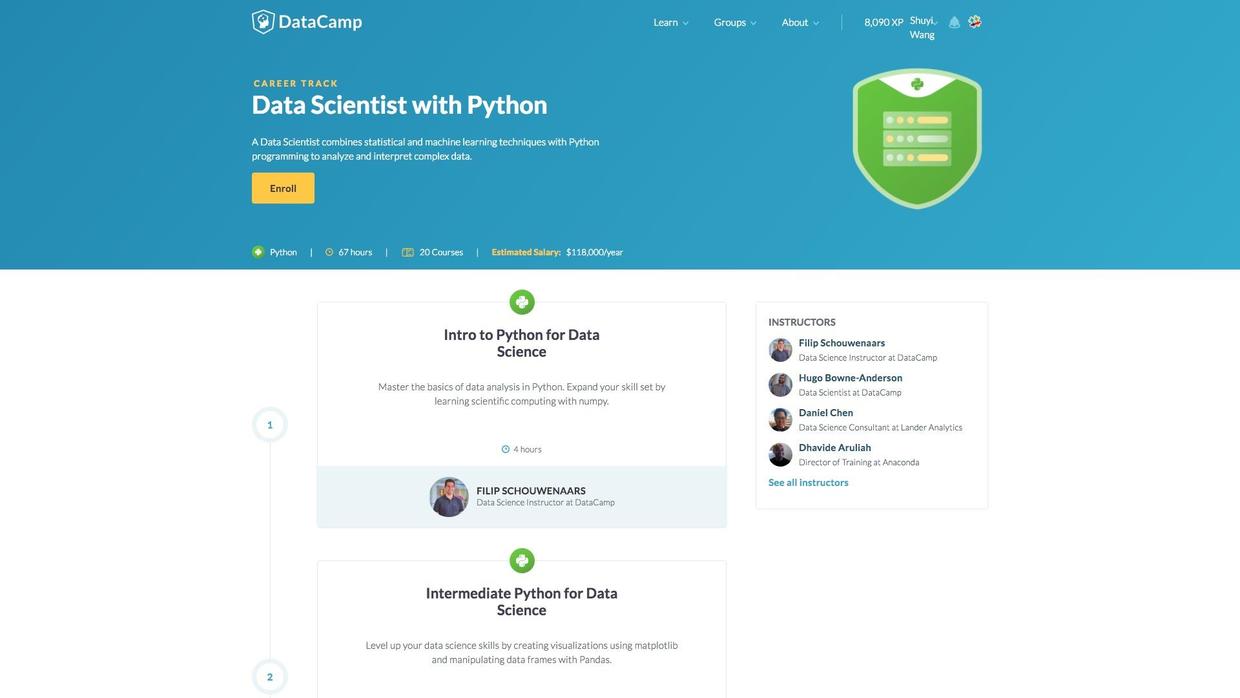 DataCamp
Learn
Groups
About
8,090 XP
Shuyi
Wang
CAREER TRACK
Data Scientist with Python
A Data Scientist combines statistical and machine learning techniques with Python
programming to analyze and interpret complex data.
Enroll
Python | 67 hours | 20 Courses | Estimated Salary: $118,000/year
1
Intro to Python for Data
Science
Master the basics of data analysis in Python. Expand your skill set by
learning scientific computing with numpy.
4 hours
FILIP SCHOUWENAARS
Data Science Instructor at DataCamp
2
Intermediate Python for Data
Science
Level up your data science skills by creating visualizations using matplotlib
and manipulating data frames with Pandas.
INSTRUCTORS
Filip Schouwenaars
Data Science Instructor at DataCamp
Hugo Bowne-Anderson
Data Scientist at DataCamp
Daniel Chen
Data Science Consultant at Lander Analytics
Dhavide Aruliah
Director of Training at Anaconda
See all instructors